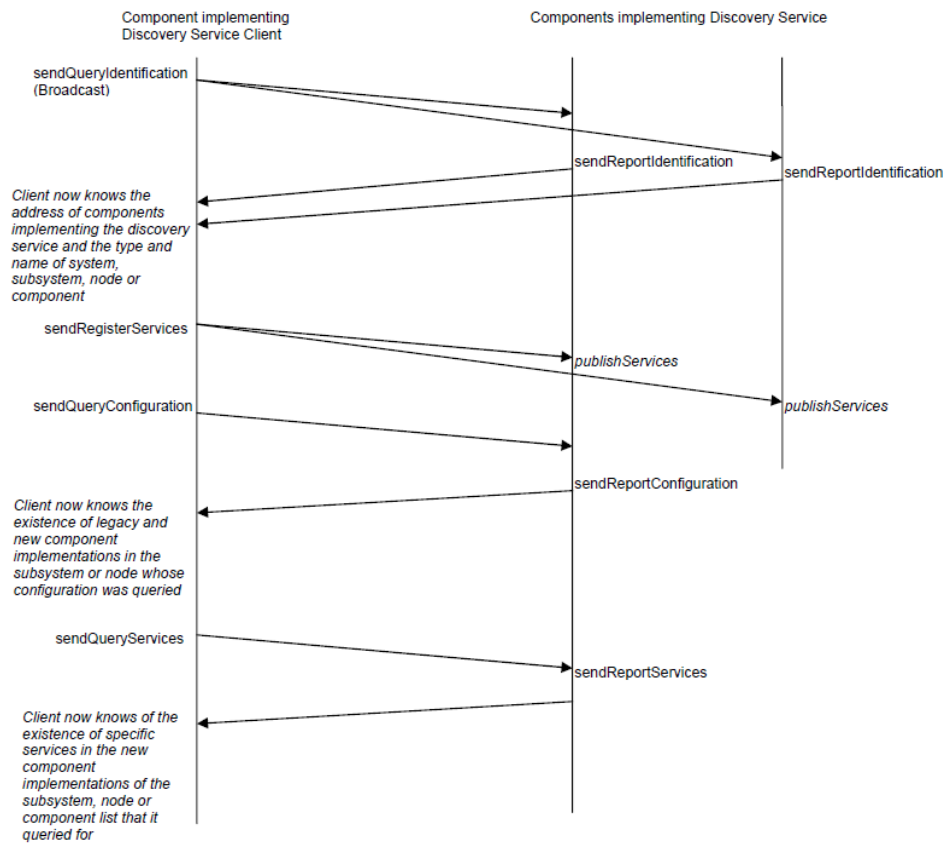 Component implementing
Discovery Service Client
Components implementing Discovery Service
sendQueryIdentification
(Broadcast)
sendReportIdentification
sendReportIdentification
Client now knows the
address of components
implementing the discovery
service and the type and
name of system,
subsystem, node or
component
sendRegisterServices
publishServices
sendQueryConfiguration
publishServices
sendReportConfiguration
Client now knows the
existence of legacy and
new component
implementations in the
subsystem or node whose
configuration was queried
sendQueryServices
sendReportServices
Client now knows of the
existence of specific
services in the new
component
implementations of the
subsystem, node or
component list that it
queried for